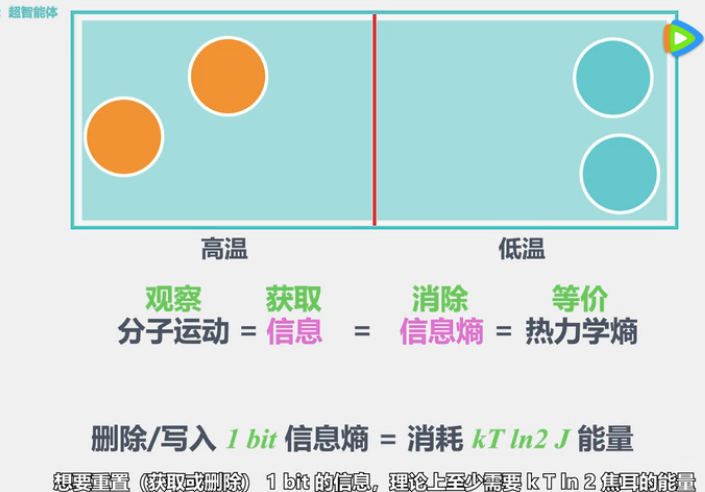 ：超智能体
高温 低温
观察 获取 消除 等价
分子运动 = 信息 = 信息熵 = 热力学熵
删除/写入 1 bit 信息熵 = 消耗 kT ln2 J 能量
想要重置（获取或删除） 1 bit 的信息，理论上至少需要 k T ln 2 焦耳的能量